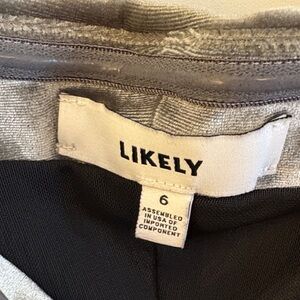 LIKELY
6
ASSEMBLED
IN USA OF
IMPORTED
COMPONENT